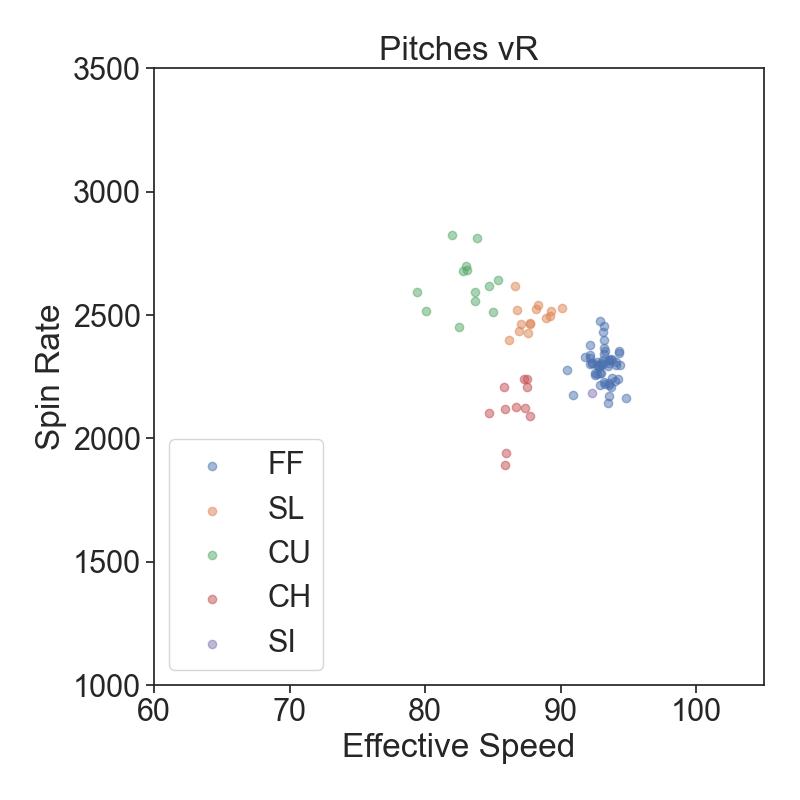 Pitches vR
3500
3000
2500
2000
1500
1000
Spin Rate
FF
SL
CU
CH
SI
60 70 80 90 100
Effective Speed